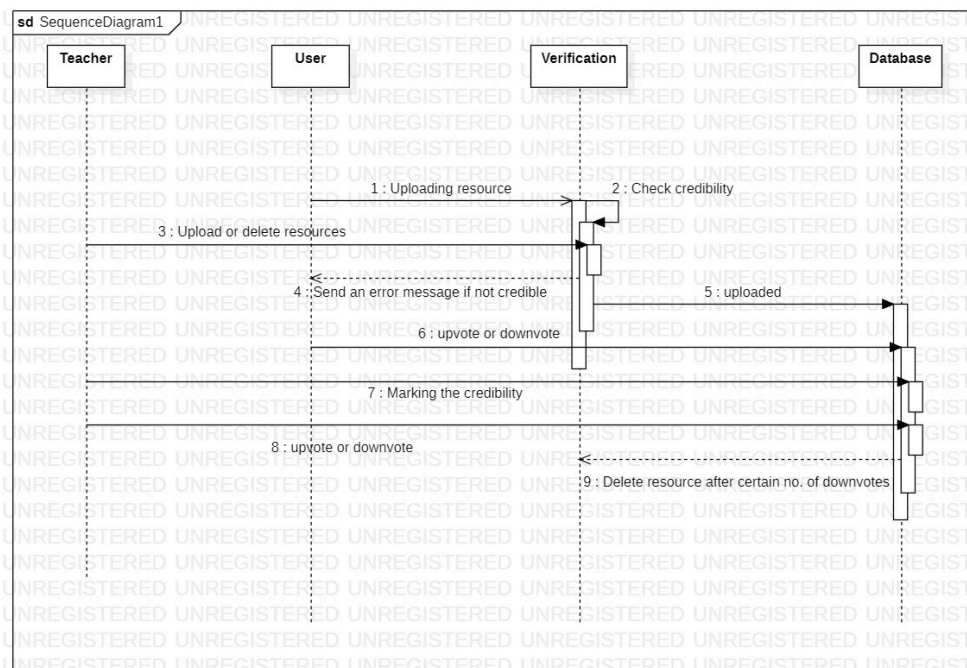 sd SequenceDiagram1
Teacher
User
Verification
Database
1 : Uploading resource
2 : Check credibility
3 : Upload or delete resources
4 : Send an error message if not credible
5 : uploaded
6 : upvote or downvote
7 : Marking the credibility
8 : upvote or downvote
9 : Delete resource after certain no. of downvotes
UNREGISTERED